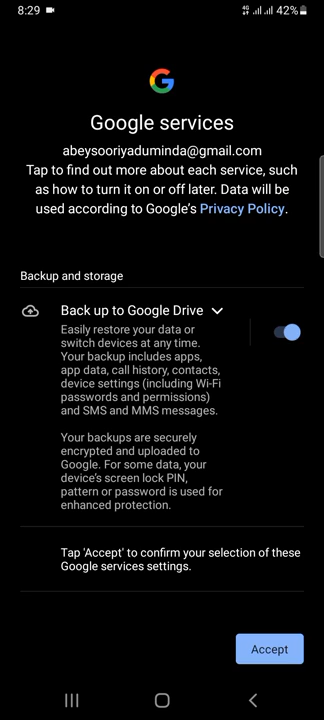 8:29
4G 42%
Google services
abeysooriyaduminda@gmail.com
Tap to find out more about each service, such
as how to turn it on or off later. Data will be
used according to Google's Privacy Policy.
Backup and storage
Back up to Google Drive
Easily restore your data or
switch devices at any time.
Your backup includes apps,
app data, call history, contacts,
device settings (including Wi-Fi
passwords and permissions)
and SMS and MMS messages.
Your backups are securely
encrypted and uploaded to
Google. For some data, your
device's screen lock PIN,
pattern or password is used for
enhanced protection.
Tap 'Accept' to confirm your selection of these
Google services settings.
Accept